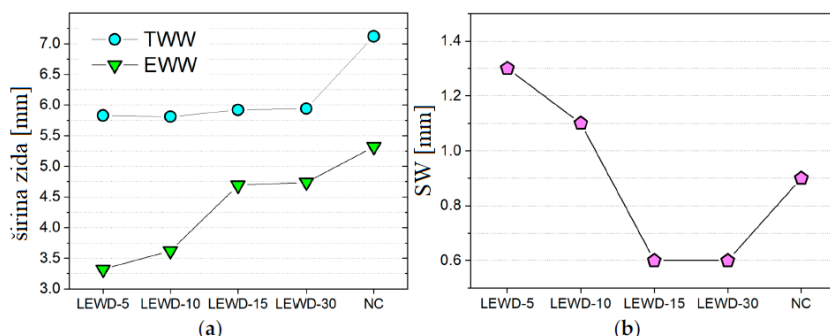 TWW
EWW
širina zida [mm]
7.0
6.5
6.0
5.5
5.0
4.5
4.0
3.5
3.0
LEWD-5 LEWD-10 LEWD-15 LEWD-30 NC
(a)
SW [mm]
1.4
1.2
1.0
0.8
0.6
LEWD-5 LEWD-10 LEWD-15 LEWD-30 NC
(b)